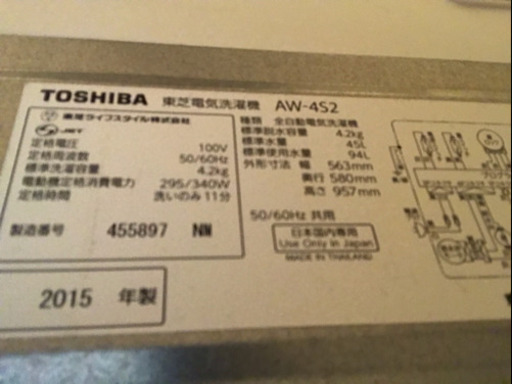 TOSHIBA 東芝電気洗濯機 AW-4S2
東芝ライフスタイル株式会社
JET
定格電圧 100V
定格周波数 50/60Hz
標準洗濯容量 4.2kg
電動機定格消費電力 295/340W
定格時間 洗いのみ 11分
製造番号 455897 NN
2015 年製
種類 全自動電気洗濯機
標準脱水容量 4.2kg
標準水量 45L
標準使用水量 94L
外形寸法 幅 563mm
奥行 580mm
高さ 957mm
50/60Hz 共用
日本国内専用
Use Only in Japan
MADE IN THAILAND